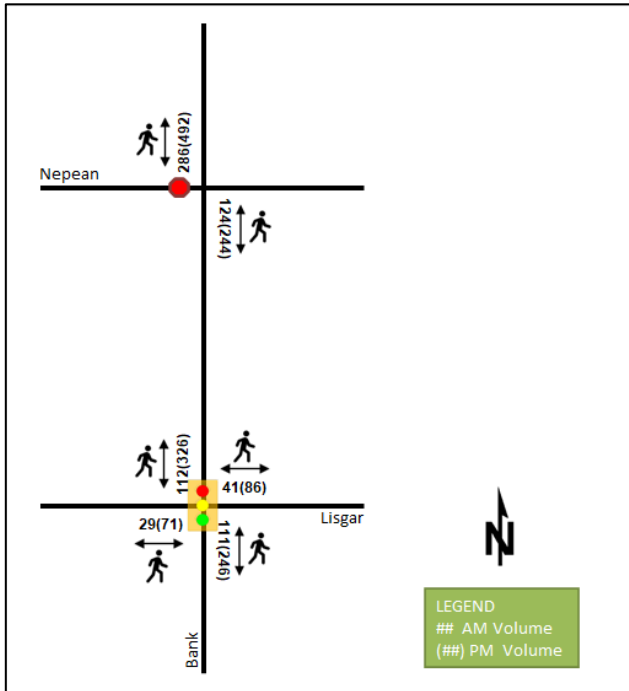 286(492)
Nepean
124(244)
112(326)
41(86)
Lisgar
29(71)
111(246)
N
Bank
LEGEND
## AM Volume
(##) PM Volume